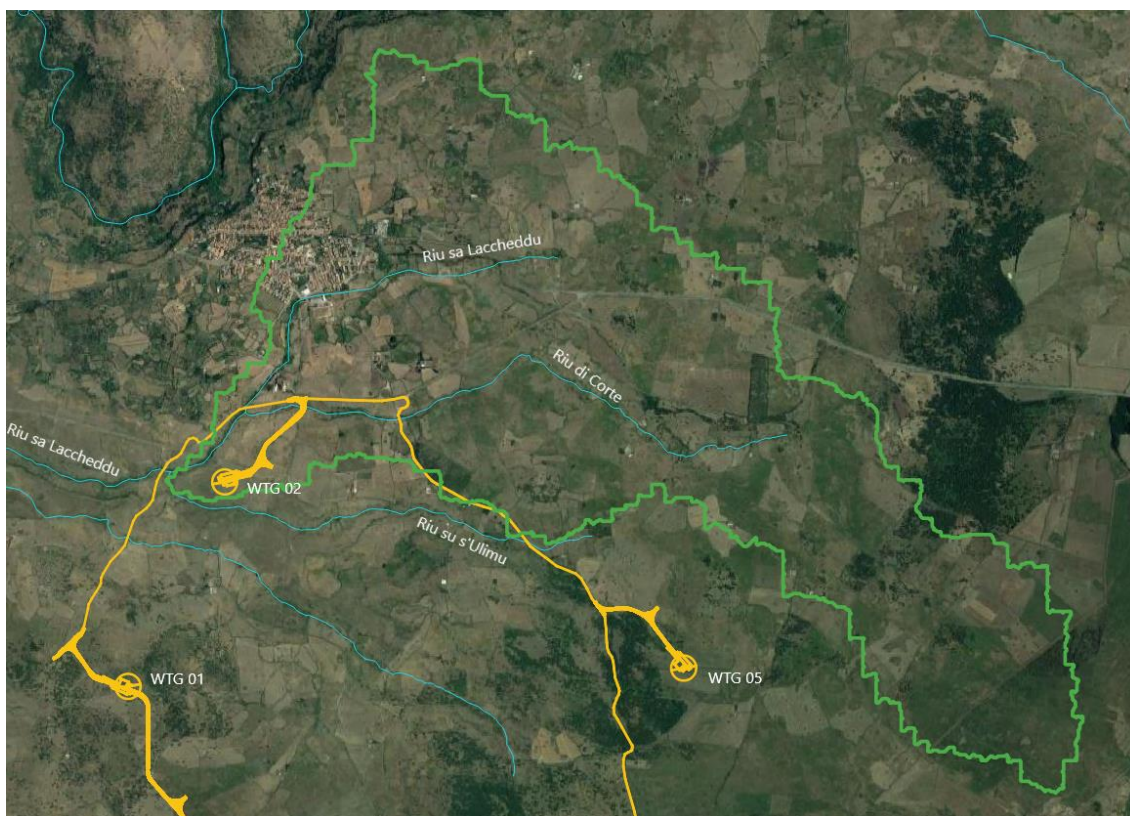 Riu sa Laccheddu
Riu di Corte
Riu sa Laccheddu
WTG 02
Riu su s'Ulimu
WTG 01
WTG 05